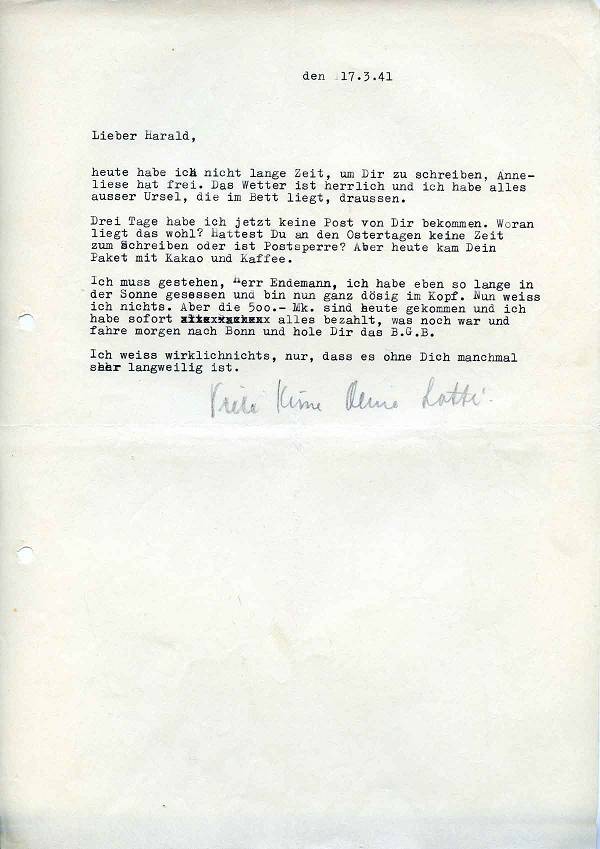 den 17.3.41
Lieber Harald,
heute habe ich nicht lange Zeit, um Dir zu schreiben, Anne-
liese hat frei. Das Wetter ist herrlich und ich habe alles
ausser Ursel, die im Bett liegt, draussen.
Drei Tage habe ich jetzt keine Post von Dir bekommen. Woran
liegt das wohl? Hattest Du an den Ostertagen keine Zeit
zum Schreiben oder ist Postsperre? Aber heute kam Dein
Paket mit Kakao und Kaffee.
Ich muss gestehen, Herr Endemann, ich habe eben so lange in
der Sonne gesessen und bin nun ganz dösig im Kopf. Nun weiss
ich nichts. Aber die 500.- Mk. sind heute gekommen und ich
habe sofort alles bezahlt, was noch war und
fahre morgen nach Bonn und hole Dir das B.G.B.
Ich weiss wirklichnichts, nur, dass es ohne Dich manchmal
sehr langweilig ist.
Deine Lotti.